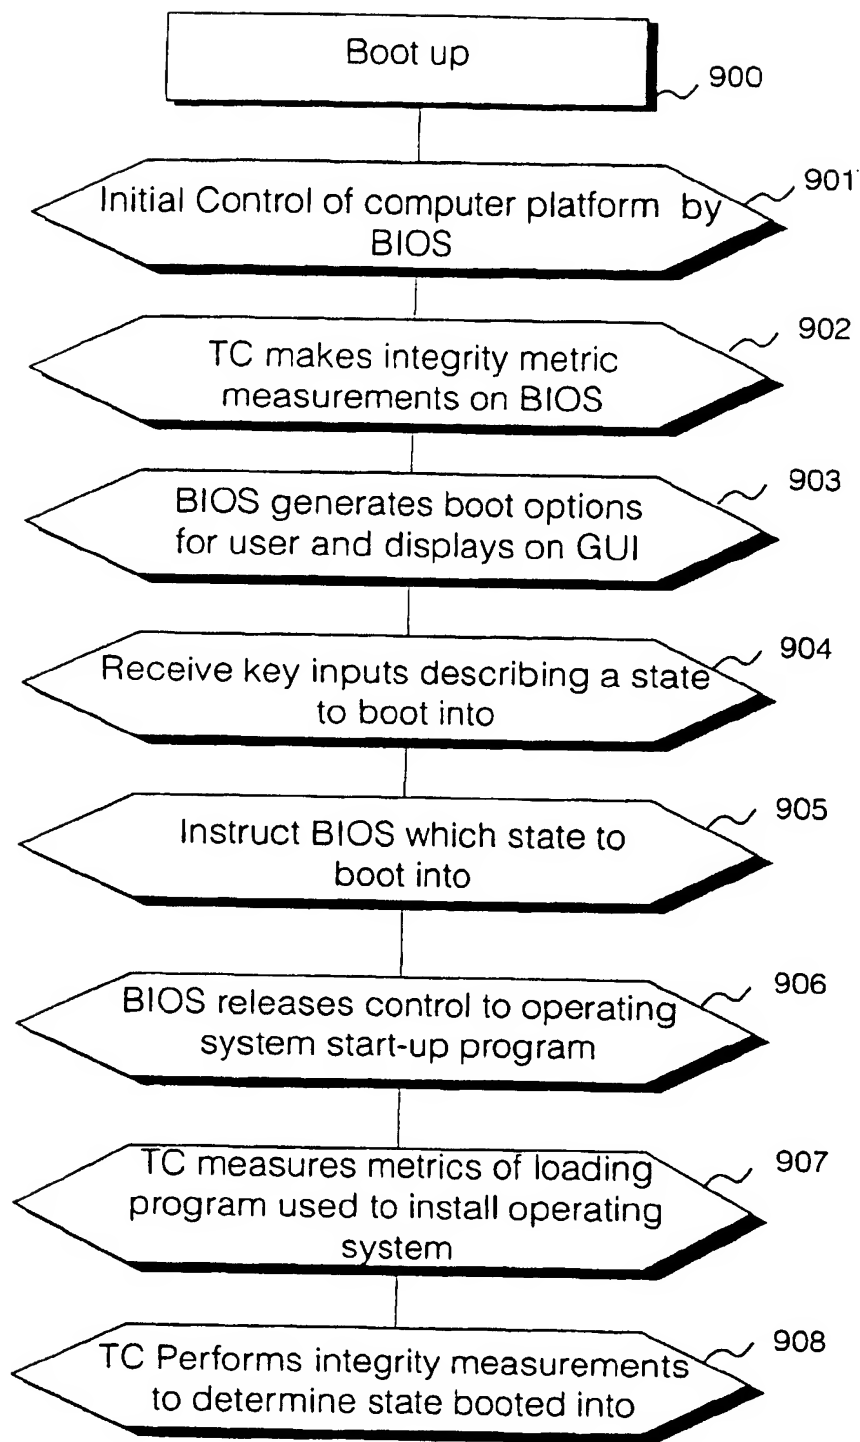 Boot up
900
Initial Control of computer platform by
BIOS
901
TC makes integrity metric
measurements on BIOS
902
BIOS generates boot options
for user and displays on GUI
903
Receive key inputs describing a state
to boot into
904
Instruct BIOS which state to
boot into
905
BIOS releases control to operating
system start-up program
906
TC measures metrics of loading
program used to install operating
system
907
TC Performs integrity measurements
to determine state booted into
908